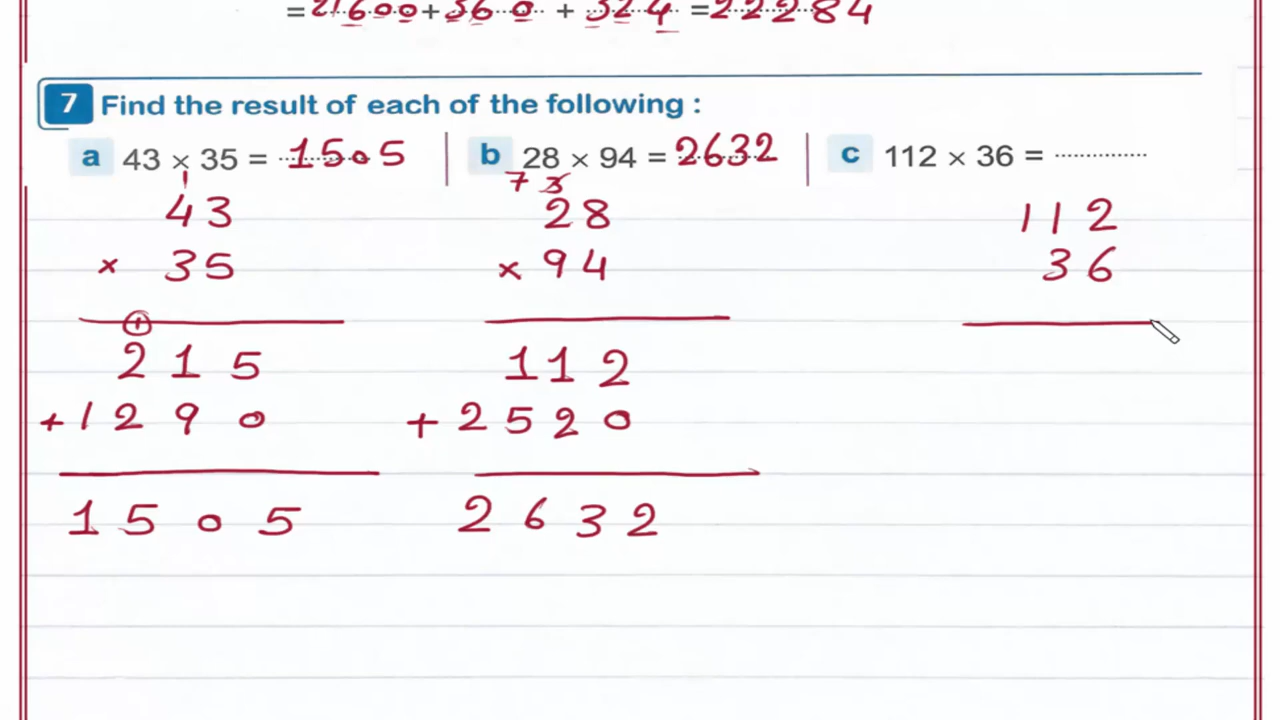 =21600+360 + 324 =22284
7 Find the result of each of the following :
a 43 × 35 = 1505 b 28 × 94 = 2632 c 112 × 36 = ..............
1 7 3
43 28 112
× 35 × 94 36
+
215 112
+1290 +2520
1505 2632